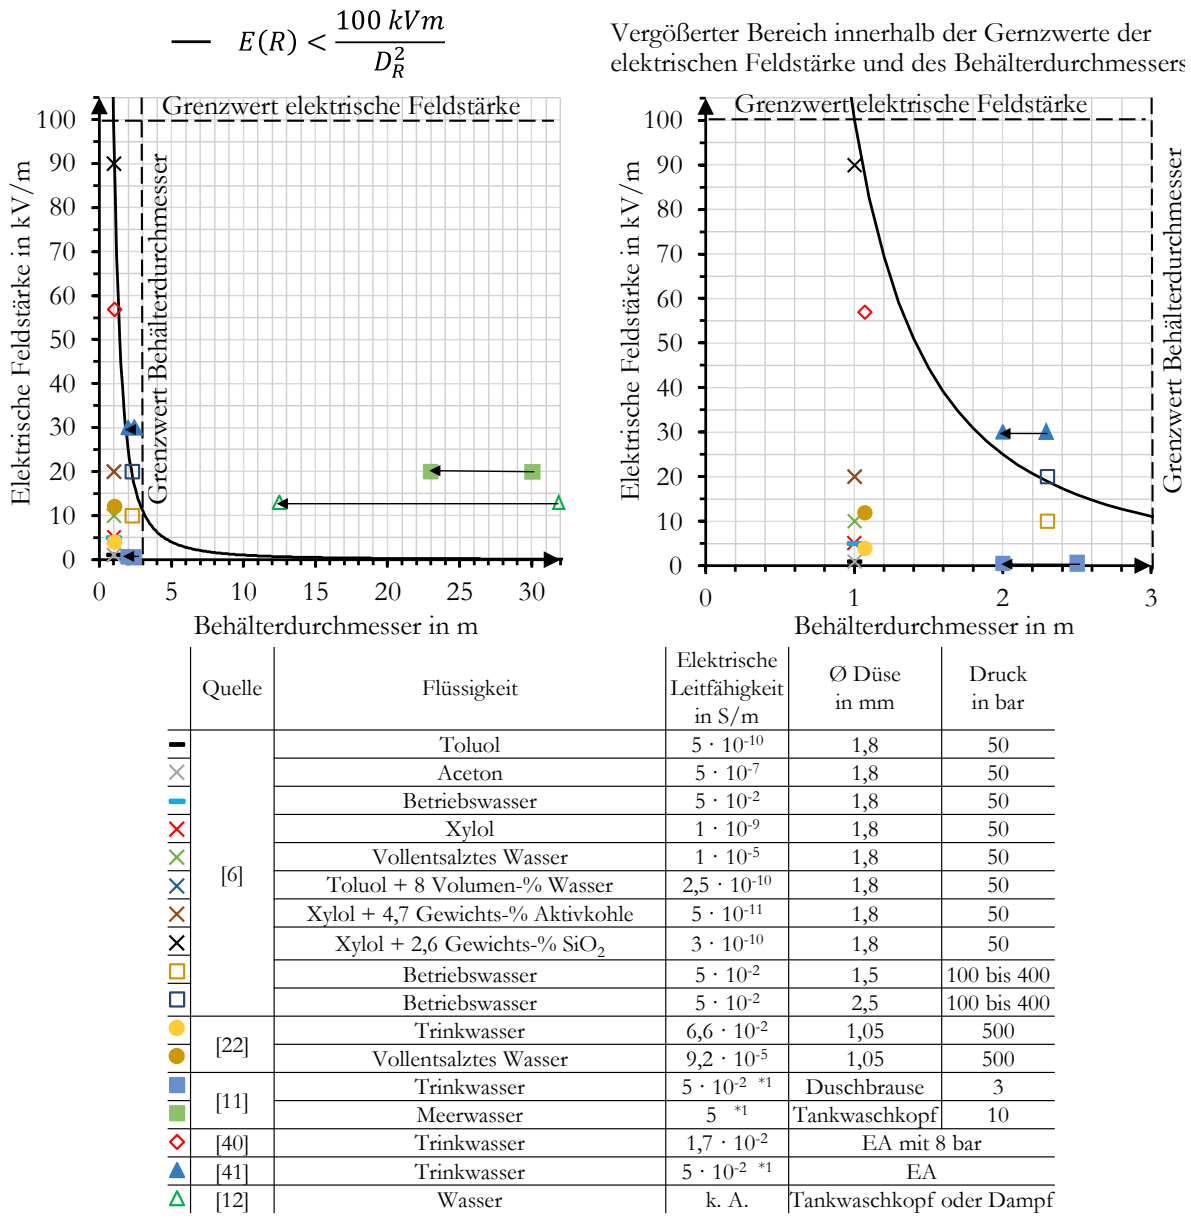 E(R) < 100 kVm / D_R^2
Vergößerter Bereich innerhalb der Gernzwerte der
elektrischen Feldstärke und des Behälterdurchmessers
Grenzwert elektrische Feldstärke
Elektrische Feldstärke in kV/m
100
90
80
70
60
50
40
30
20
10
0
Grenzwert Behälterdurchmesser
0 5 10 15 20 25 30
Behälterdurchmesser in m
Grenzwert elektrische Feldstärke
Elektrische Feldstärke in kV/m
100
90
80
70
60
50
40
30
20
10
0
Grenzwert Behälterdurchmesser
0 1 2 3
Behälterdurchmesser in m
Quelle Flüssigkeit Elektrische Leitfähigkeit in S/m Ø Düse in mm Druck in bar
[6]
Toluol 5 · 10⁻¹⁰ 1,8 50
Aceton 5 · 10⁻⁷ 1,8 50
Betriebswasser 5 · 10⁻² 1,8 50
Xylol 1 · 10⁻⁹ 1,8 50
Vollentsalztes Wasser 1 · 10⁻⁵ 1,8 50
Toluol + 8 Volumen-% Wasser 2,5 · 10⁻¹⁰ 1,8 50
Xylol + 4,7 Gewichts-% Aktivkohle 5 · 10⁻¹¹ 1,8 50
Xylol + 2,6 Gewichts-% SiO₂ 3 · 10⁻¹⁰ 1,8 50
Betriebswasser 5 · 10⁻² 1,5 100 bis 400
Betriebswasser 5 · 10⁻² 2,5 100 bis 400
[22]
Trinkwasser 6,6 · 10⁻² 1,05 500
Vollentsalztes Wasser 9,2 · 10⁻⁵ 1,05 500
[11]
Trinkwasser 5 · 10⁻² *1 Duschbrause 3
Meerwasser 5 *1 Tankwaschkopf 10
[40] Trinkwasser 1,7 · 10⁻² EA mit 8 bar
[41] Trinkwasser 5 · 10⁻² *1 EA
[12] Wasser k. A. Tankwaschkopf oder Dampf